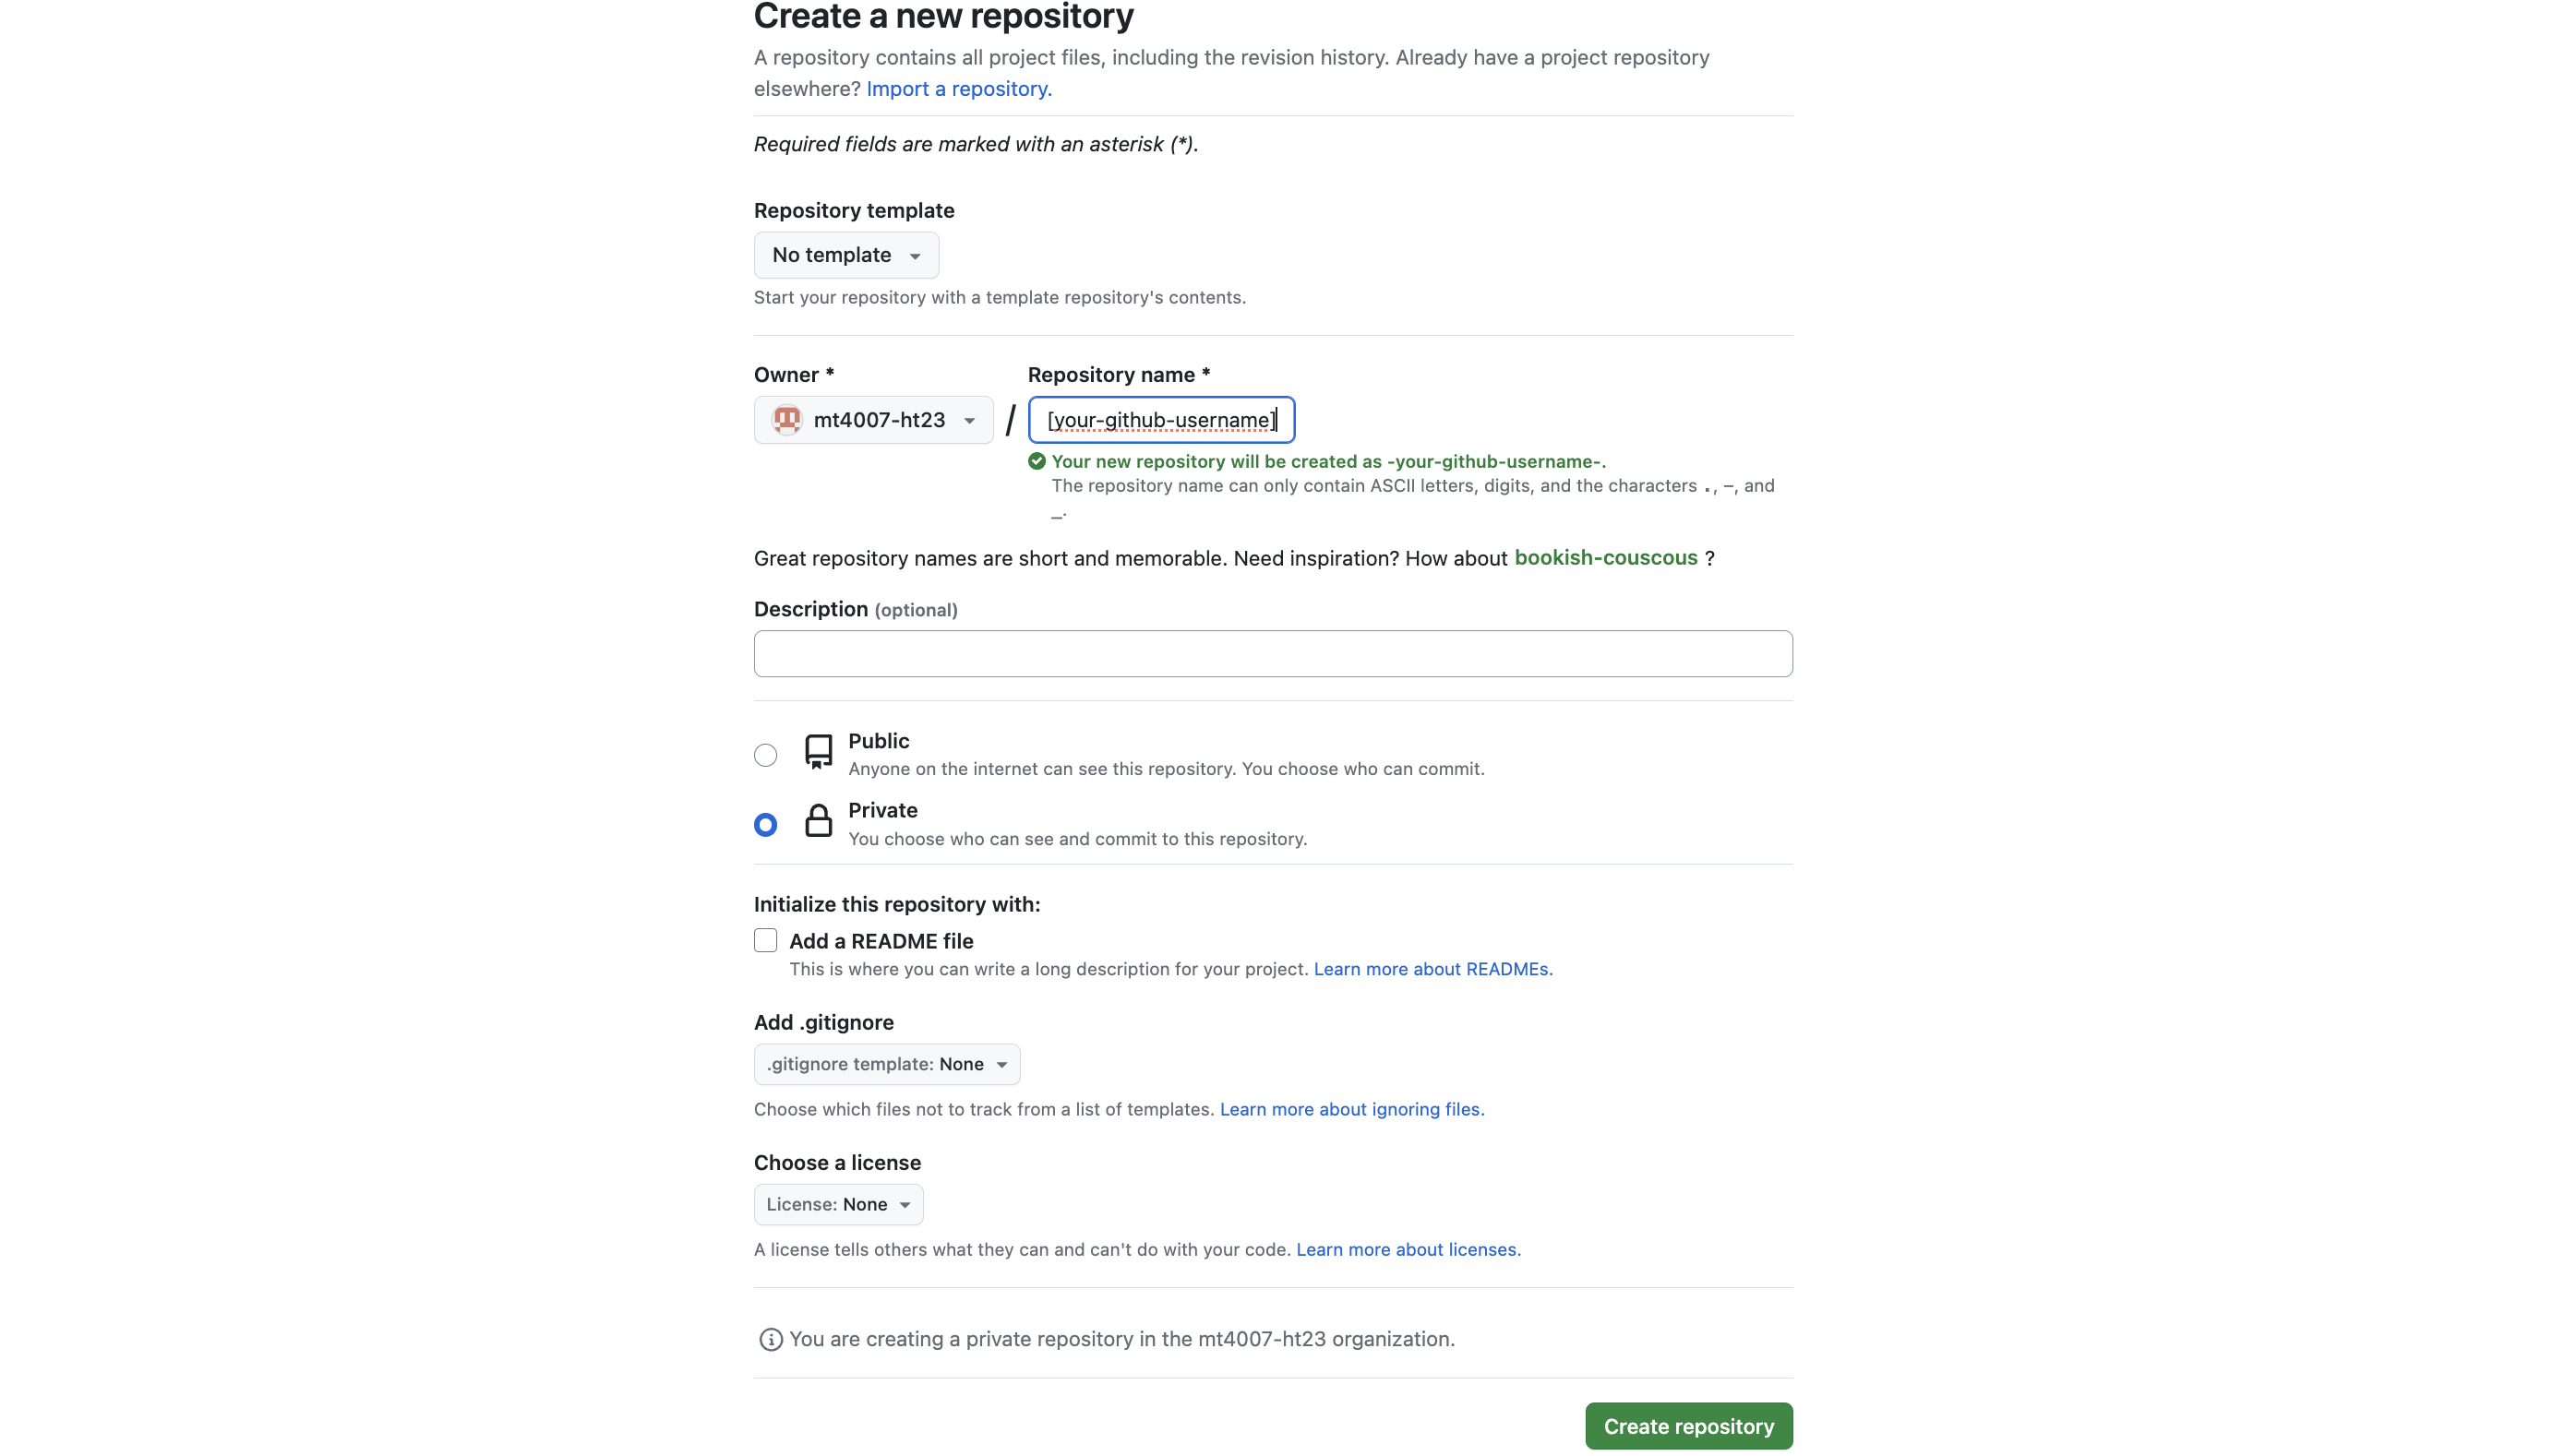 Create a new repository
A repository contains all project files, including the revision history. Already have a project repository
elsewhere? Import a repository.
Required fields are marked with an asterisk (*).
Repository template
No template
Start your repository with a template repository's contents.
Owner *
Repository name *
mt4007-ht23
/
[your-github-username]
Your new repository will be created as -your-github-username-.
The repository name can only contain ASCII letters, digits, and the characters ., -, and
_.
Great repository names are short and memorable. Need inspiration? How about bookish-couscous ?
Description (optional)
Public
Anyone on the internet can see this repository. You choose who can commit.
Private
You choose who can see and commit to this repository.
Initialize this repository with:
Add a README file
This is where you can write a long description for your project. Learn more about READMEs.
Add .gitignore
.gitignore template: None
Choose which files not to track from a list of templates. Learn more about ignoring files.
Choose a license
License: None
A license tells others what they can and can't do with your code. Learn more about licenses.
You are creating a private repository in the mt4007-ht23 organization.
Create repository